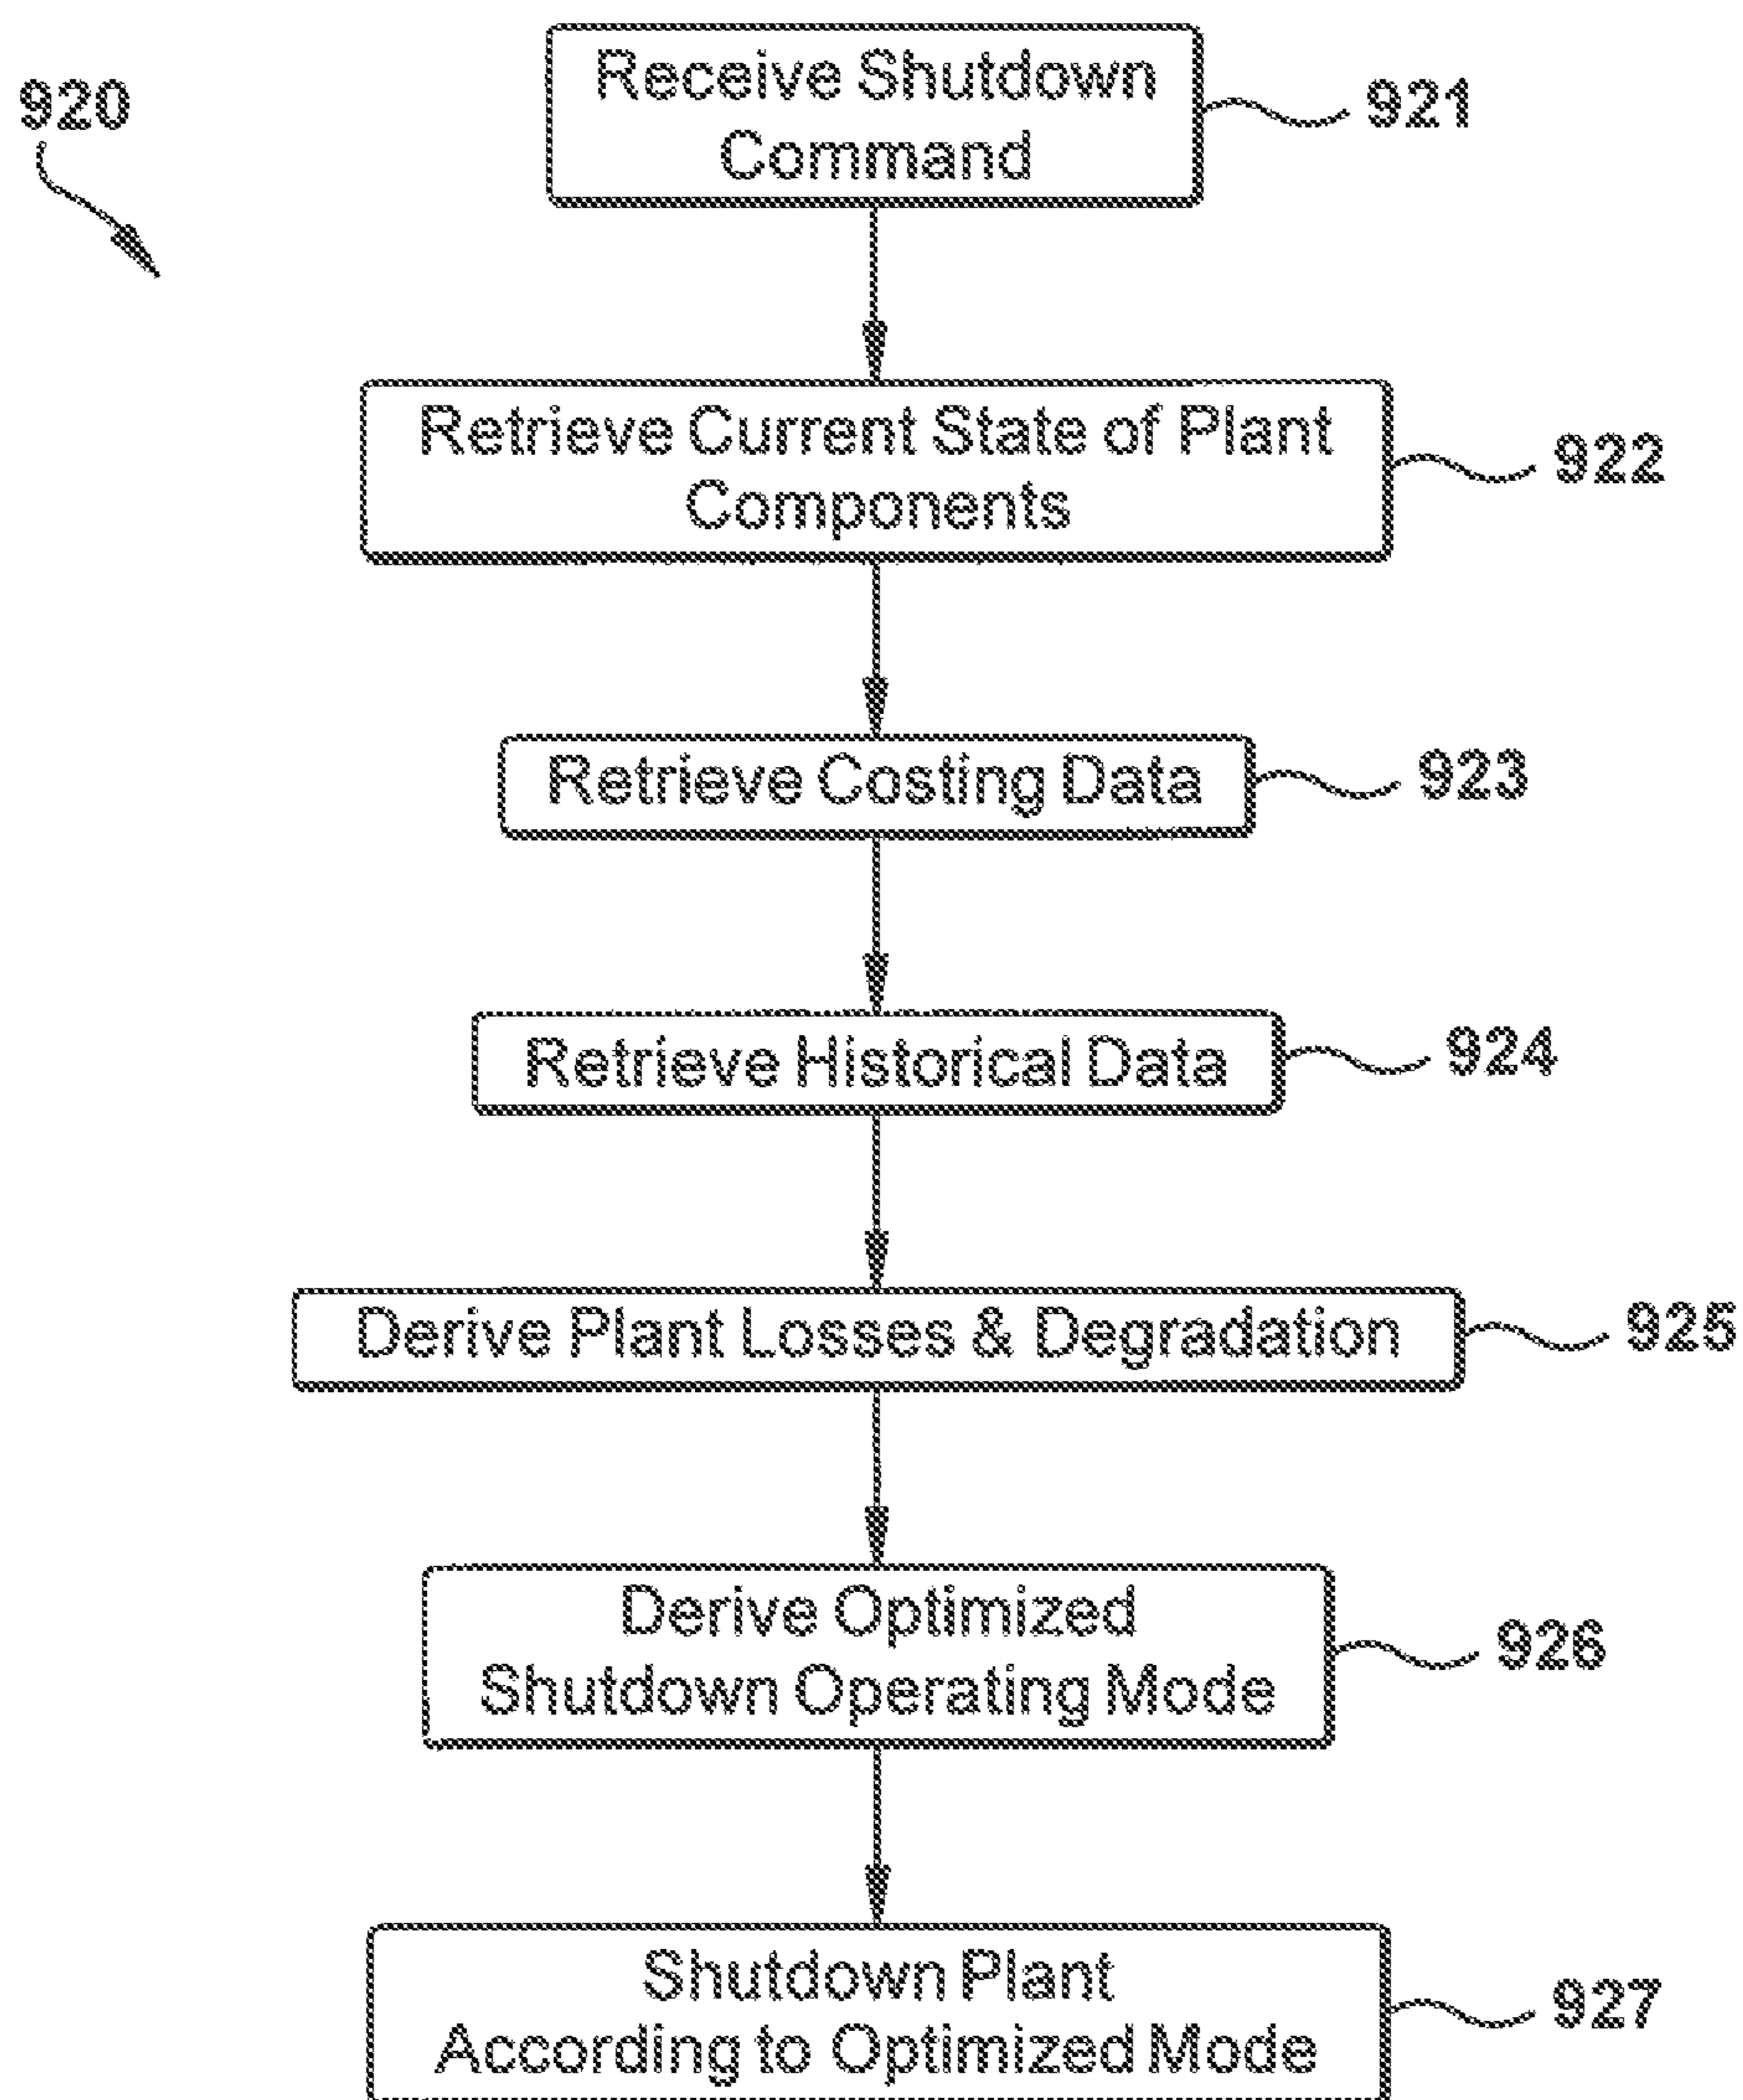 920
Receive Shutdown
Command
921
Retrieve Current State of Plant
Components
922
Retrieve Costing Data
923
Retrieve Historical Data
924
Derive Plant Losses & Degradation
925
Derive Optimized
Shutdown Operating Mode
926
Shutdown Plant
According to Optimized Mode
927